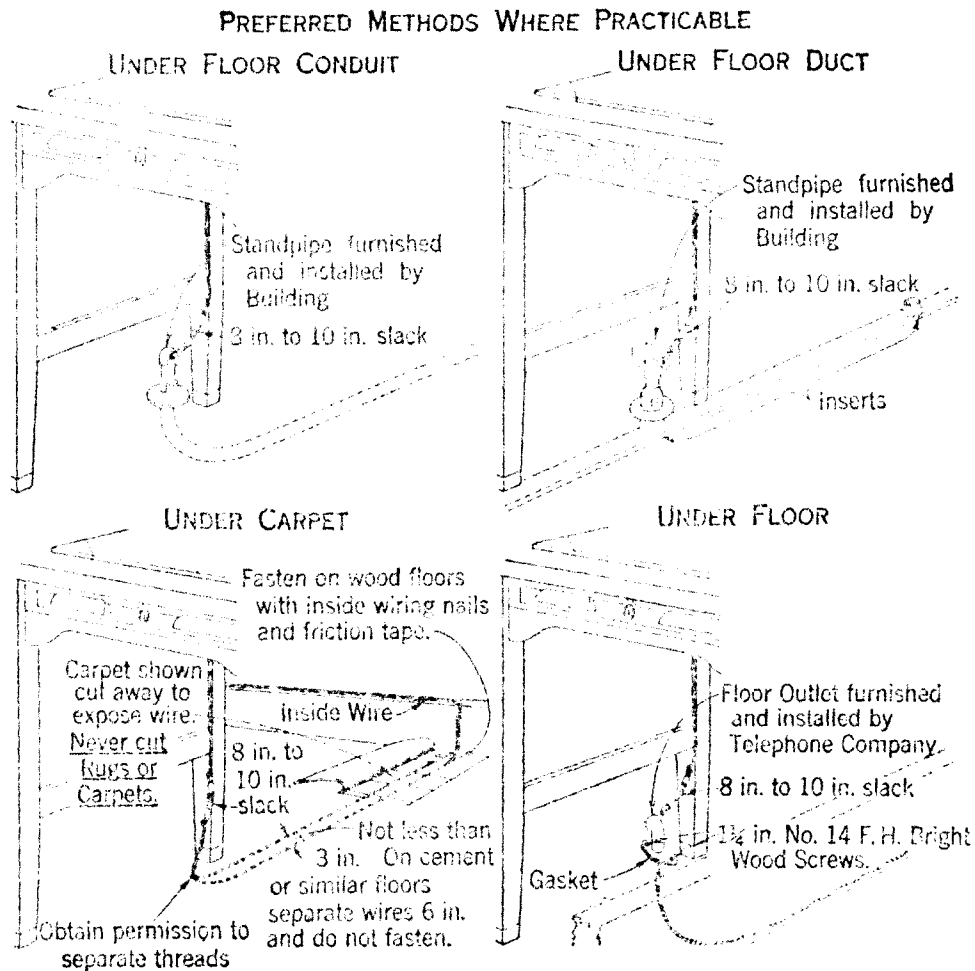 PREFERRED METHODS WHERE PRACTICABLE
UNDER FLOOR CONDUIT
Standpipe furnished
and installed by
Building
3 in. to 10 in. slack
UNDER FLOOR DUCT
Standpipe furnished
and installed by
Building
8 in. to 10 in. slack
Inserts
UNDER CARPET
Fasten on wood floors
with inside wiring nails
and friction tape.
Carpet shown
cut away to
expose wire.
Never cut
Rugs or
Carpets.
Inside Wire
8 in. to
10 in.
slack
Not less than
3 in. On cement
or similar floors
separate wires 6 in.
and do not fasten.
Obtain permission to
separate threads
UNDER FLOOR
Floor Outlet furnished
and installed by
Telephone Company.
8 in. to 10 in. slack
in. No. 14 F. H. Bright
Wood Screws.
Gasket